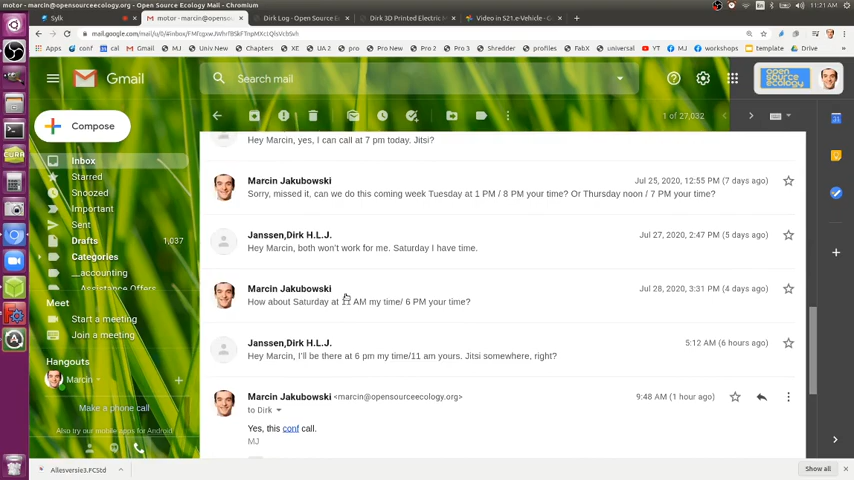 motor - marcin@opensourceecology.org - Open Source Ecology Mail - Chromium
11:21 AM
Sylk
motor - marcin@openso
Dirk Log - Open Source
Dirk 3D Printed Electric M
Video in S21.e-Vehicle - G
mail.google.com/mail/u/0/#inbox/
conf
cal
Gmail
MJ
Univ New
Chapters
XE
UA 2
pro
Pro New
Pro 2
Pro 3
Shredder
profiles
FabX
universal
YT
MJ
workshops
template
Drive
Gmail
Search mail
OPEN
SOURCE
ECOLOGY
Compose
1 of 27,032
Inbox
Starred
Snoozed
Important
Sent
Drafts 1,037
Categories
__accounting
_Assistance Offers
Meet
Start a meeting
Join a meeting
Hangouts
Marcin
Make a phone call
Also try our mobile apps for Android
Hey Marcin, yes, I can call at 7 pm today. Jitsi?
Marcin Jakubowski Jul 25, 2020, 12:55 PM (7 days ago)
Sorry, missed it, can we do this coming week Tuesday at 1 PM / 8 PM your time? Or Thursday noon / 7 PM your time?
Janssen,Dirk H.L.J. Jul 27, 2020, 2:47 PM (5 days ago)
Hey Marcin, both won't work for me. Saturday I have time.
Marcin Jakubowski Jul 28, 2020, 3:31 PM (4 days ago)
How about Saturday at 11 AM my time/ 6 PM your time?
Janssen,Dirk H.L.J. 5:12 AM (6 hours ago)
Hey Marcin, I'll be there at 6 pm my time/11 am yours. Jitsi somewhere, right?
Marcin Jakubowski <marcin@opensourceecology.org> 9:48 AM (1 hour ago)
to Dirk
Yes, this conf call.
MJ
Allesversie3.FCStd
Show all